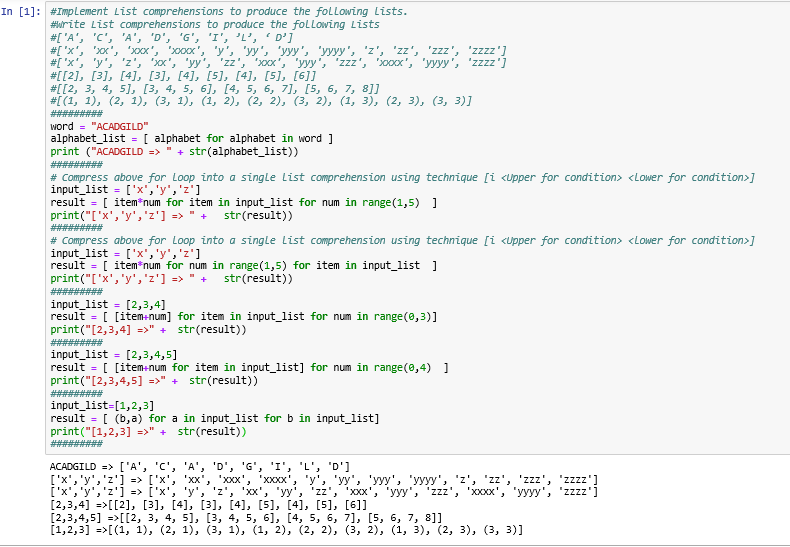 In [1]: #Implement List comprehensions to produce the following Lists.
#Write List comprehensions to produce the following Lists
#['A', 'C', 'A', 'D', 'G', 'I', ’L’, ‘ D’]
#['x', 'xx', 'xxx', 'xxxx', 'y', 'yy', 'yyy', 'yyyy', 'z', 'zz', 'zzz', 'zzzz']
#['x', 'y', 'z', 'xx', 'yy', 'zz', 'xxx', 'yyy', 'zzz', 'xxxx', 'yyyy', 'zzzz']
#[[2], [3], [4], [3], [4], [5], [4], [5], [6]]
#[[2, 3, 4, 5], [3, 4, 5, 6], [4, 5, 6, 7], [5, 6, 7, 8]]
#[(1, 1), (2, 1), (3, 1), (1, 2), (2, 2), (3, 2), (1, 3), (2, 3), (3, 3)]
#########
word = "ACADGILD"
alphabet_list = [ alphabet for alphabet in word ]
print ("ACADGILD => " + str(alphabet_list))
#########
# Compress above for Loop into a single List comprehension using technique [i <Upper for condition> <Lower for condition>]
input_list = ['x','y','z']
result = [ item*num for item in input_list for num in range(1,5)  ]
print("['x','y','z'] => " +   str(result))
#########
# Compress above for Loop into a single List comprehension using technique [i <Upper for condition> <Lower for condition>]
input_list = ['x','y','z']
result = [ item*num for num in range(1,5) for item in input_list  ]
print("['x','y','z'] => " +   str(result))
#########
input_list = [2,3,4]
result = [ [item+num] for item in input_list for num in range(0,3)]
print("[2,3,4] =>" +  str(result))
#########
input_list = [2,3,4,5]
result = [ [item+num for item in input_list] for num in range(0,4)  ]
print("[2,3,4,5] =>" +  str(result))
#########
input_list=[1,2,3]
result = [ (b,a) for a in input_list for b in input_list]
print("[1,2,3] =>" +  str(result))
#########
ACADGILD => ['A', 'C', 'A', 'D', 'G', 'I', 'L', 'D']
['x','y','z'] => ['x', 'xx', 'xxx', 'xxxx', 'y', 'yy', 'yyy', 'yyyy', 'z', 'zz', 'zzz', 'zzzz']
['x','y','z'] => ['x', 'y', 'z', 'xx', 'yy', 'zz', 'xxx', 'yyy', 'zzz', 'xxxx', 'yyyy', 'zzzz']
[2,3,4] =>[[2], [3], [4], [3], [4], [5], [4], [5], [6]]
[2,3,4,5] =>[[2, 3, 4, 5], [3, 4, 5, 6], [4, 5, 6, 7], [5, 6, 7, 8]]
[1,2,3] =>[(1, 1), (2, 1), (3, 1), (1, 2), (2, 2), (3, 2), (1, 3), (2, 3), (3, 3)]